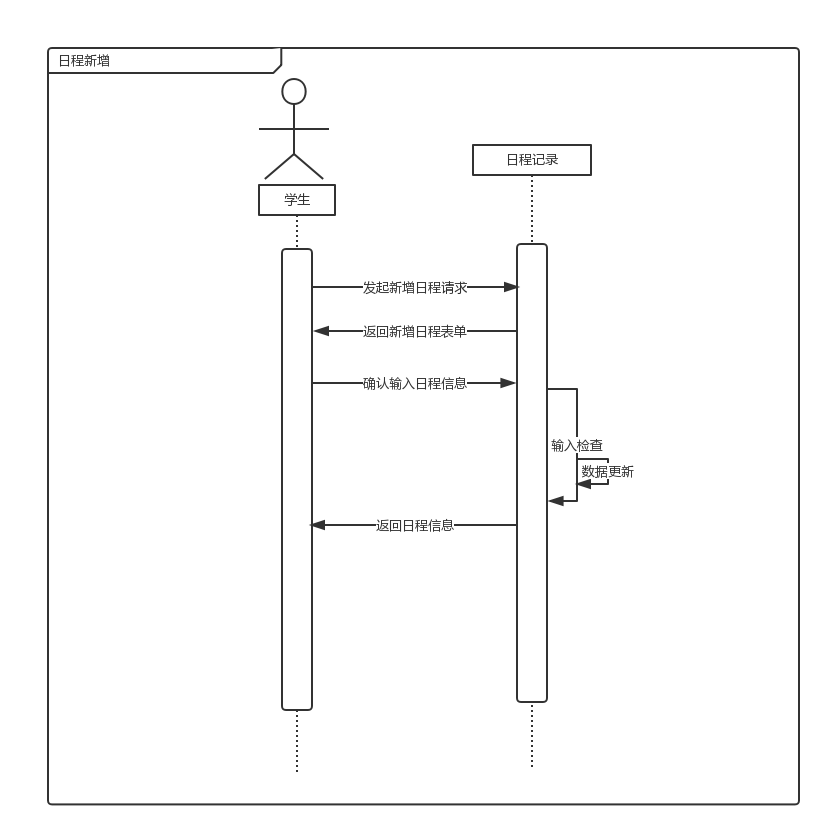 日程新增
日程记录
学生
发起新增日程请求
返回新增日程表单
确认输入日程信息
输入检查
数据更新
返回日程信息